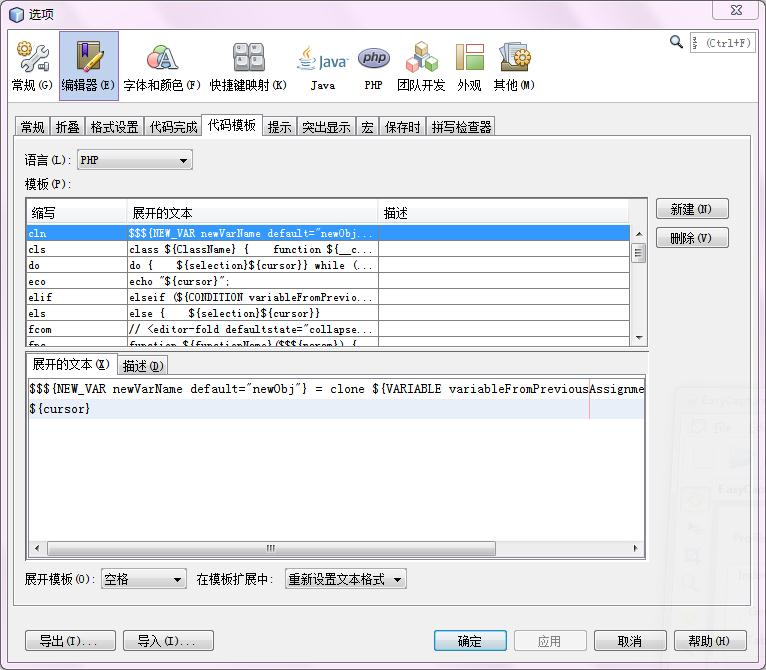 选项
(Ctrl+F)
常规(G) 编辑器(E) 字体和颜色(F) 快捷键映射(K) Java PHP 团队开发 外观 其他(M)
常规 折叠 格式设置 代码完成 代码模板 提示 突出显示 宏 保存时 拼写检查器
语言(L): PHP
模板(P):
缩写 展开的文本 描述
新建(N)
cln $$${NEW_VAR newVarName default="newObj...
cls class ${ClassName} { function ${__c...
删除(V)
do do { ${selection}${cursor}} while (...
eco echo "${cursor}";
elif elseif (${CONDITION variableFromPrevio...
els else { ${selection}${cursor}}
fcom // <editor-fold defaultstate="collapse...
fnc function ${functionName}($$${param}) {
展开的文本(X) 描述(D)
$$${NEW_VAR newVarName default="newObj"} = clone ${VARIABLE variableFromPreviousAssignme
${cursor}
展开模板(O): 空格 在模板扩展中: 重新设置文本格式
导出(T)... 导入(I)... 确定 应用 取消 帮助(H)